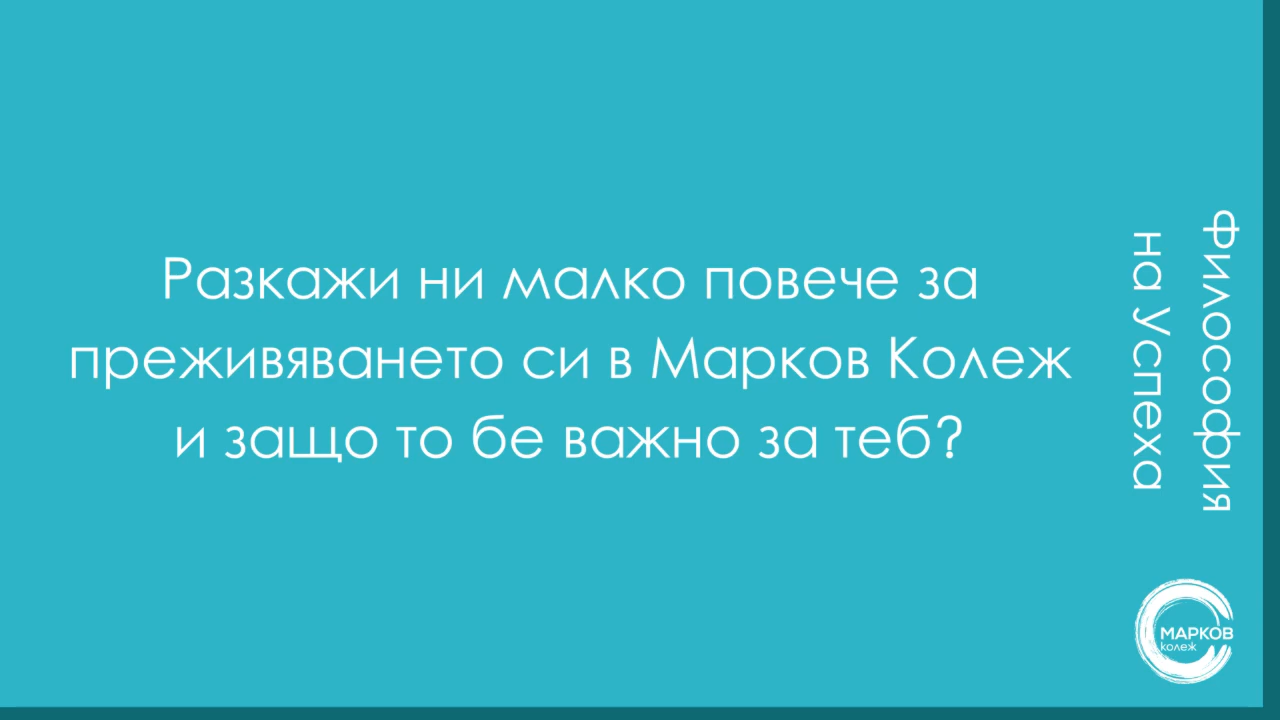 Разкажи ни малко повече за
преживяването си в Марков Колеж
и защо то бе важно за теб?
Философия
на Успеха
МАРКОВ
колеж